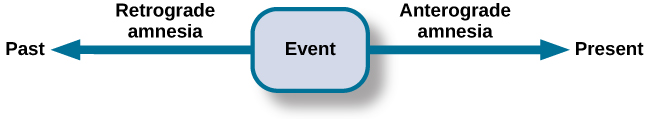 Past
Retrograde
amnesia
Event
Anterograde
amnesia
Present